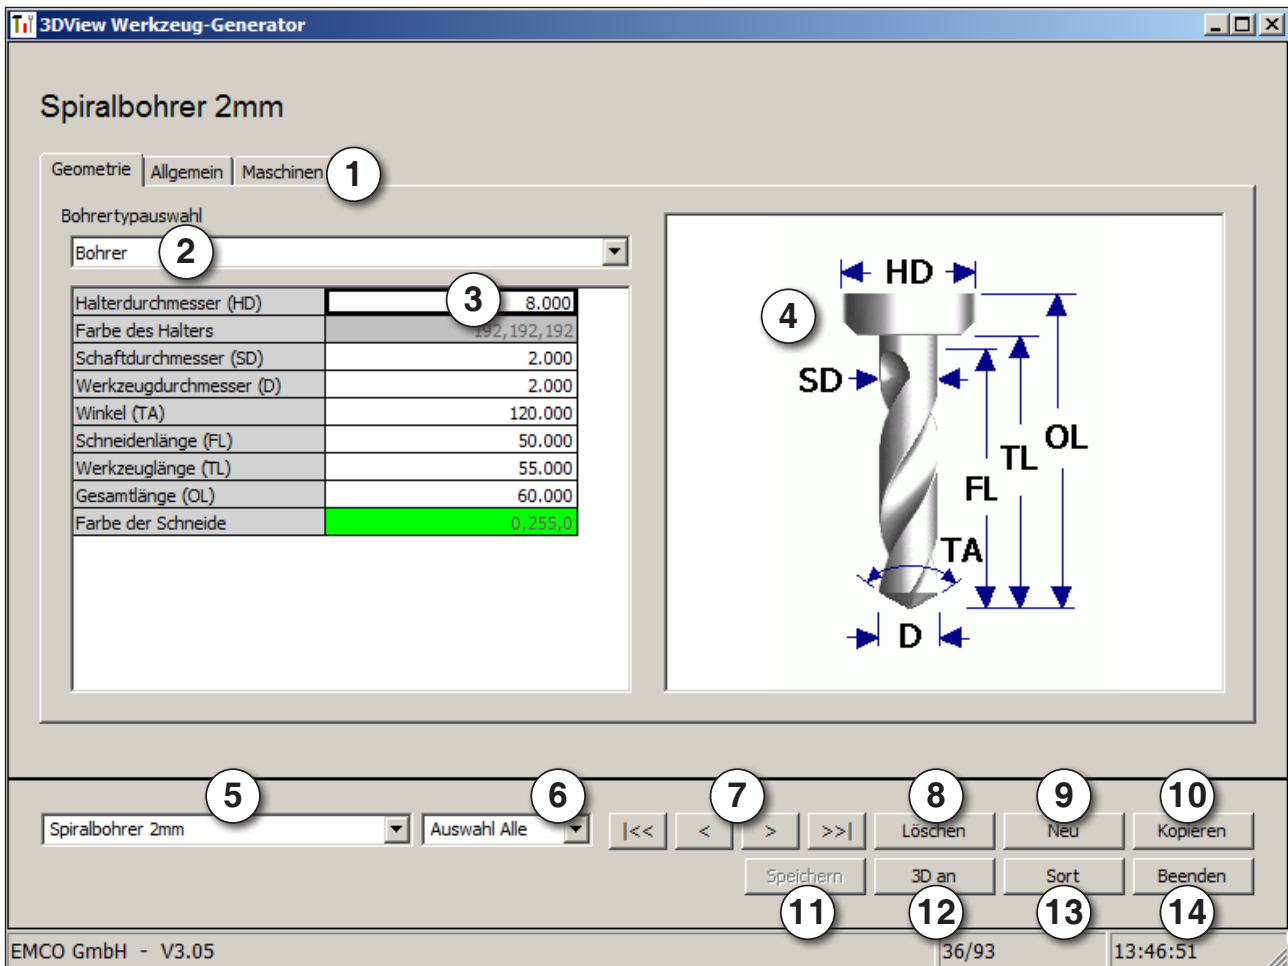 3DView Werkzeug-Generator
Spiralbohrer 2mm
Geometrie Allgemein Maschinen 1
Bohrertypauswahl
Bohrer 2
Halterdurchmesser (HD) 3 8.000
Farbe des Halters 192,192,192
Schaftdurchmesser (SD) 2.000
Werkzeugdurchmesser (D) 2.000
Winkel (TA) 120.000
Schneidenlänge (FL) 50.000
Werkzeuglänge (TL) 55.000
Gesamtlänge (OL) 60.000
Farbe der Schneide 0,255,0
HD
4
SD
OL
TL
FL
TA
D
5 6 7 8 9 10
Spiralbohrer 2mm Auswahl Alle |<< < > >>| Löschen Neu Kopieren
Speichern 3D an Sort Beenden
11 12 13 14
EMCO GmbH - V3.05 36/93 13:46:51